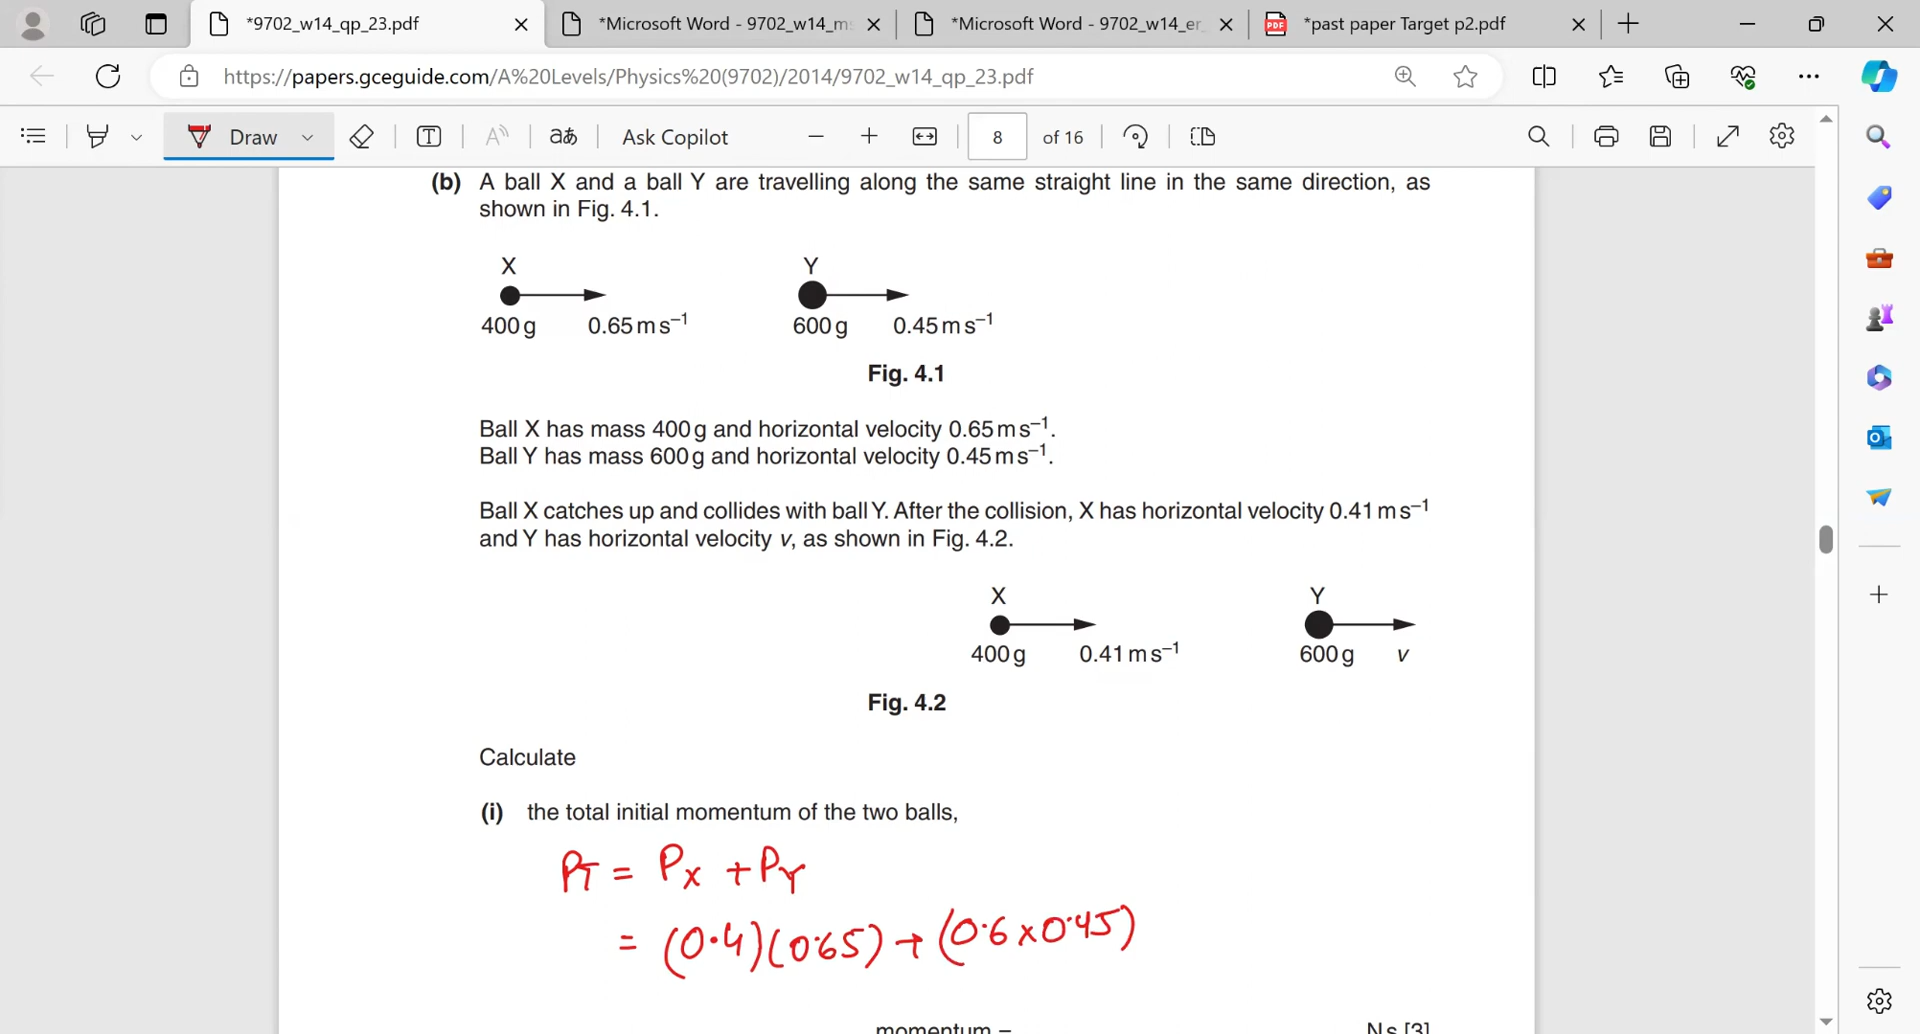 *9702_w14_qp_23.pdf
*Microsoft Word - 9702_w14_ms
*Microsoft Word - 9702_w14_er_
*past paper Target p2.pdf
https://papers.gceguide.com/A%20Levels/Physics%20(9702)/2014/9702_w14_qp_23.pdf
Draw
aあ
Ask Copilot
8 of 16
(b) A ball X and a ball Y are travelling along the same straight line in the same direction, as
shown in Fig. 4.1.
X Y
400 g 0.65 m s⁻¹ 600 g 0.45 m s⁻¹
Fig. 4.1
Ball X has mass 400 g and horizontal velocity 0.65 m s⁻¹.
Ball Y has mass 600 g and horizontal velocity 0.45 m s⁻¹.
Ball X catches up and collides with ball Y. After the collision, X has horizontal velocity 0.41 m s⁻¹
and Y has horizontal velocity v, as shown in Fig. 4.2.
X Y
400 g 0.41 m s⁻¹ 600 g v
Fig. 4.2
Calculate
(i) the total initial momentum of the two balls,
PT = PX + PY
= (0.4)(0.65) + (0.6 x 0.45)
momentum = N s [3]